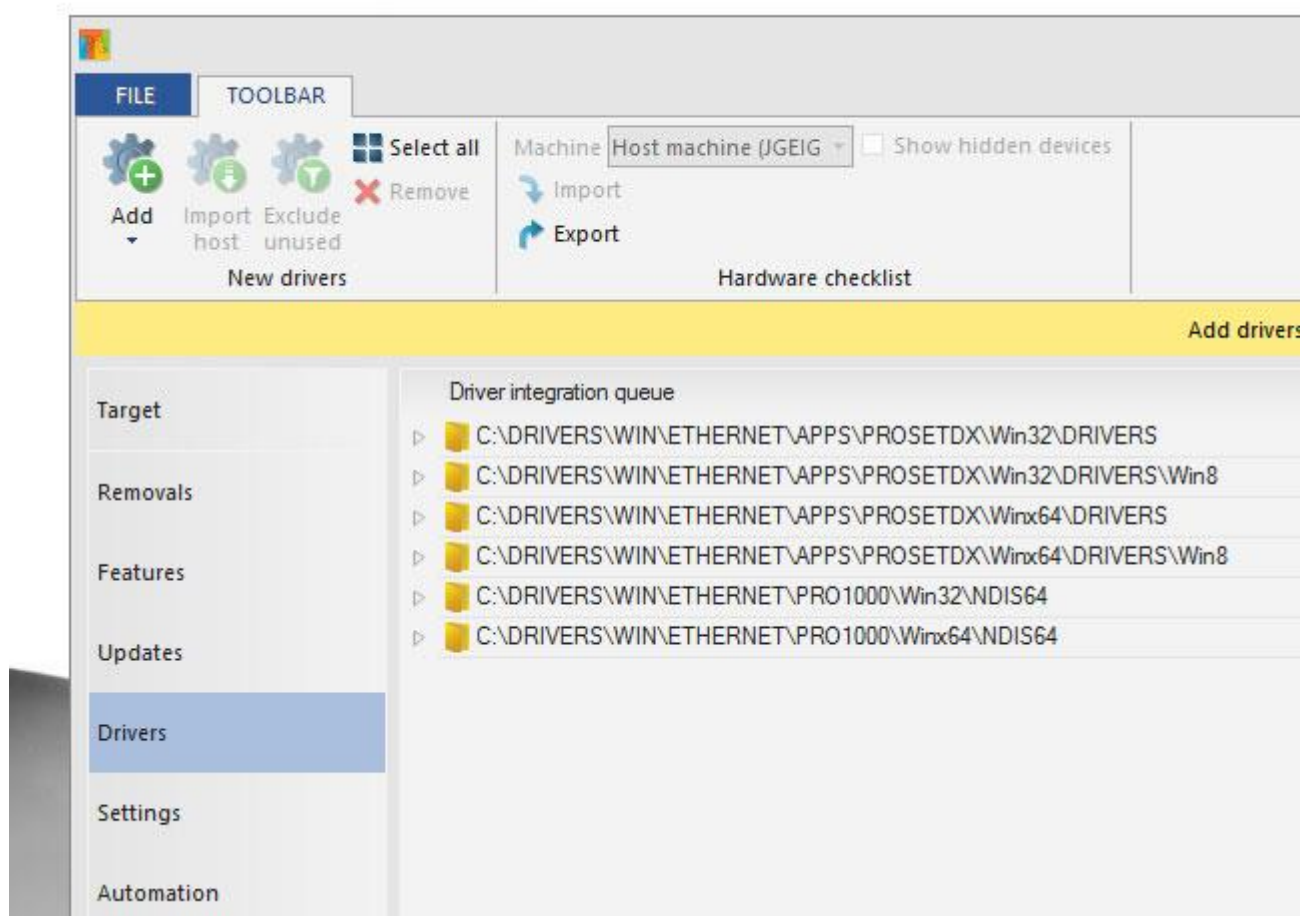 FILE TOOLBAR
Select all
Remove
Add
Import host
Exclude unused
New drivers
Machine Host machine (JGEIG Show hidden devices
Import
Export
Hardware checklist
Add drivers
Target
Removals
Features
Updates
Drivers
Settings
Automation
Driver integration queue
C:\DRIVERS\WIN\ETHERNET\APPS\PROSETDX\Win32\DRIVERS
C:\DRIVERS\WIN\ETHERNET\APPS\PROSETDX\Win32\DRIVERS\Win8
C:\DRIVERS\WIN\ETHERNET\APPS\PROSETDX\Winx64\DRIVERS
C:\DRIVERS\WIN\ETHERNET\APPS\PROSETDX\Winx64\DRIVERS\Win8
C:\DRIVERS\WIN\ETHERNET\PRO1000\Win32\NDIS64
C:\DRIVERS\WIN\ETHERNET\PRO1000\Winx64\NDIS64